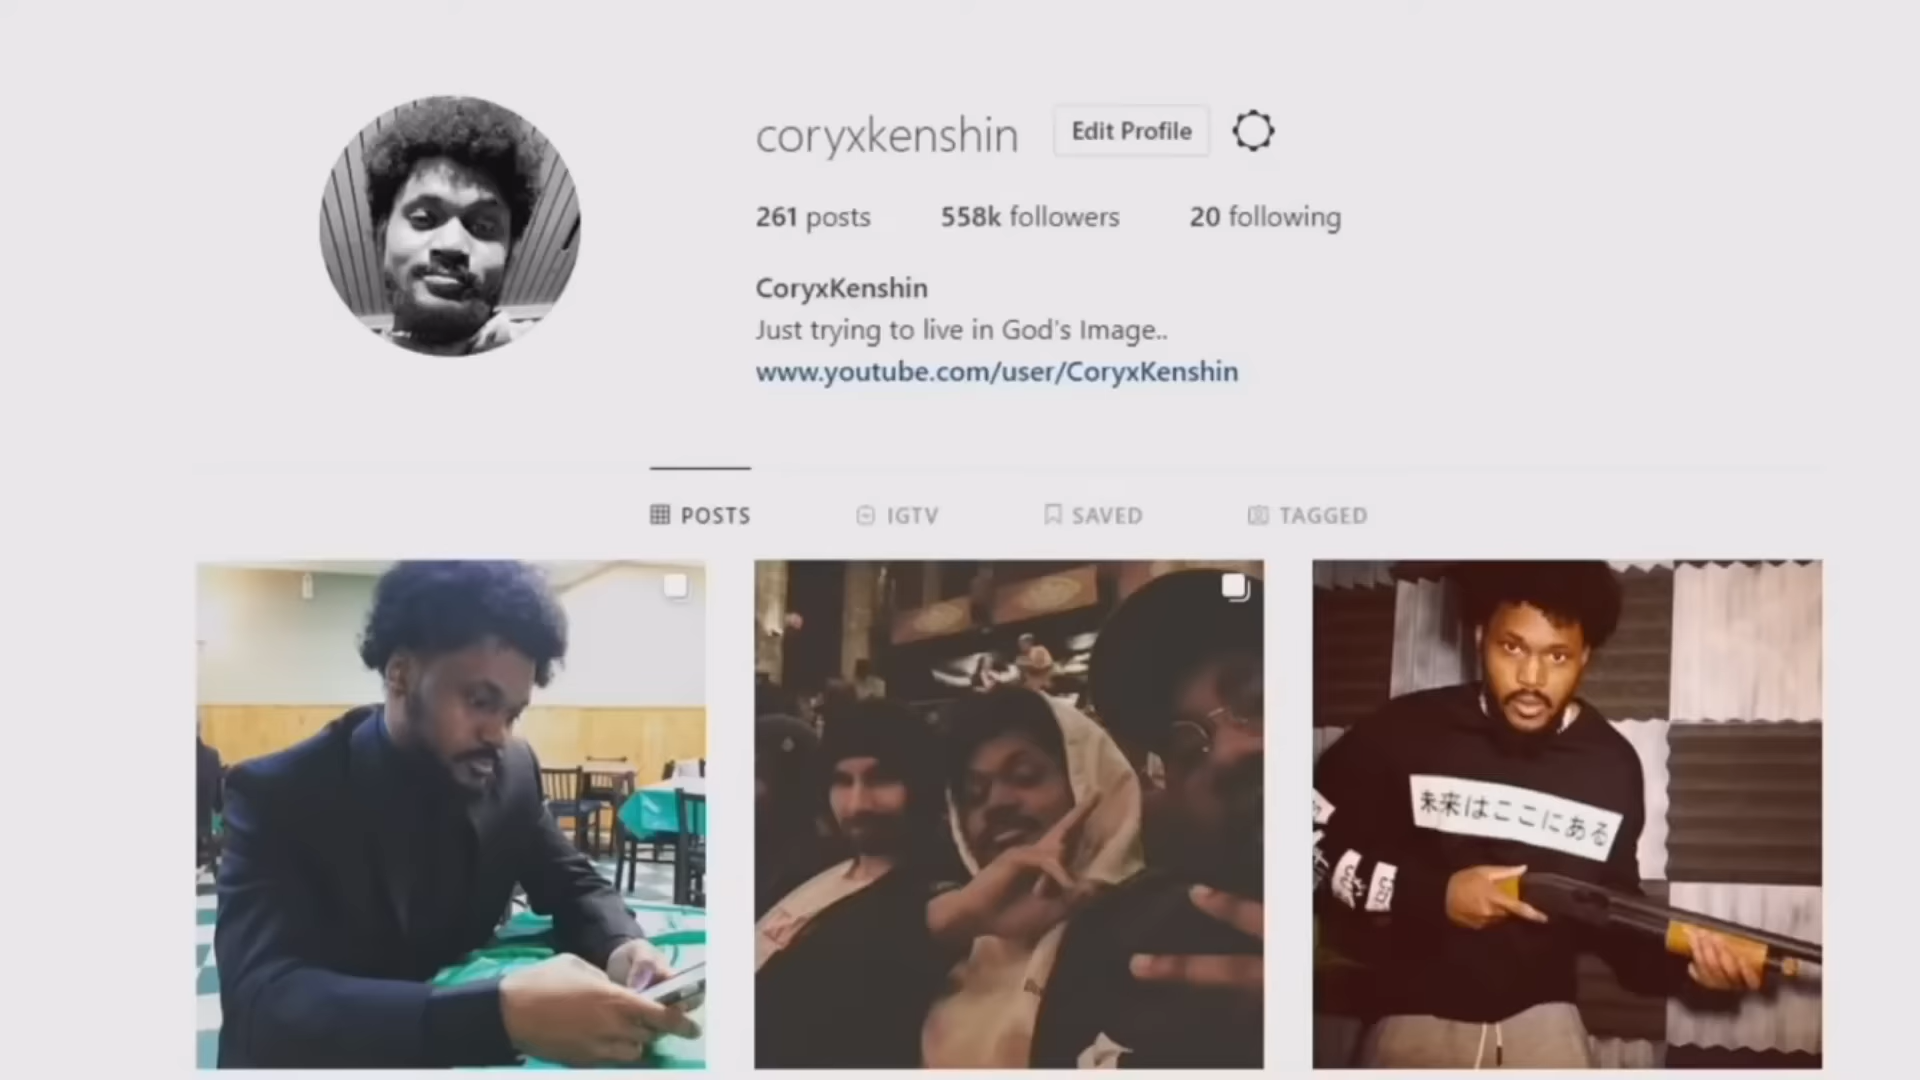 coryxkenshin Edit Profile
261 posts 558k followers 20 following
CoryxKenshin
Just trying to live in God's Image..
www.youtube.com/user/CoryxKenshin
POSTS IGTV SAVED TAGGED
未来はここにある